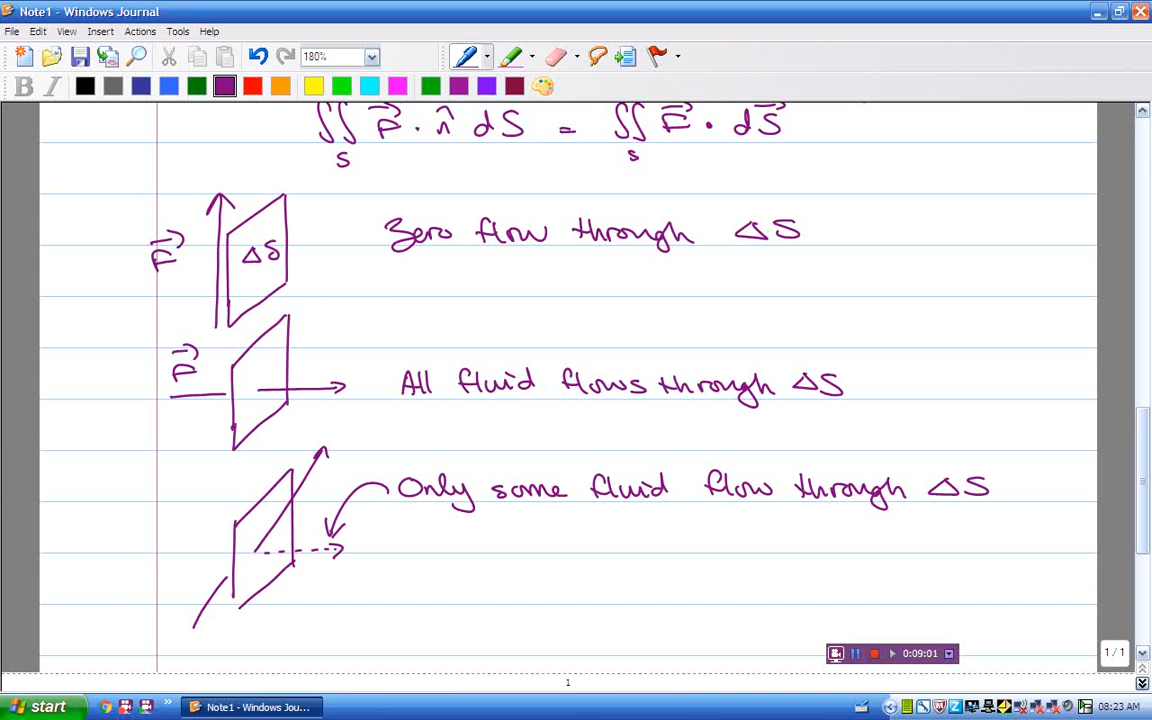 Note1 - Windows Journal
File Edit View Insert Actions Tools Help
180%
B I
∬ F⃗ · n̂ dS = ∬ F⃗ · dS⃗
S S
F⃗ ΔS Zero flow through ΔS
F⃗ All fluid flows through ΔS
Only some fluid flow through ΔS
0:09:01
1 / 1
1
start Note1 - Windows Jou... 08:23 AM